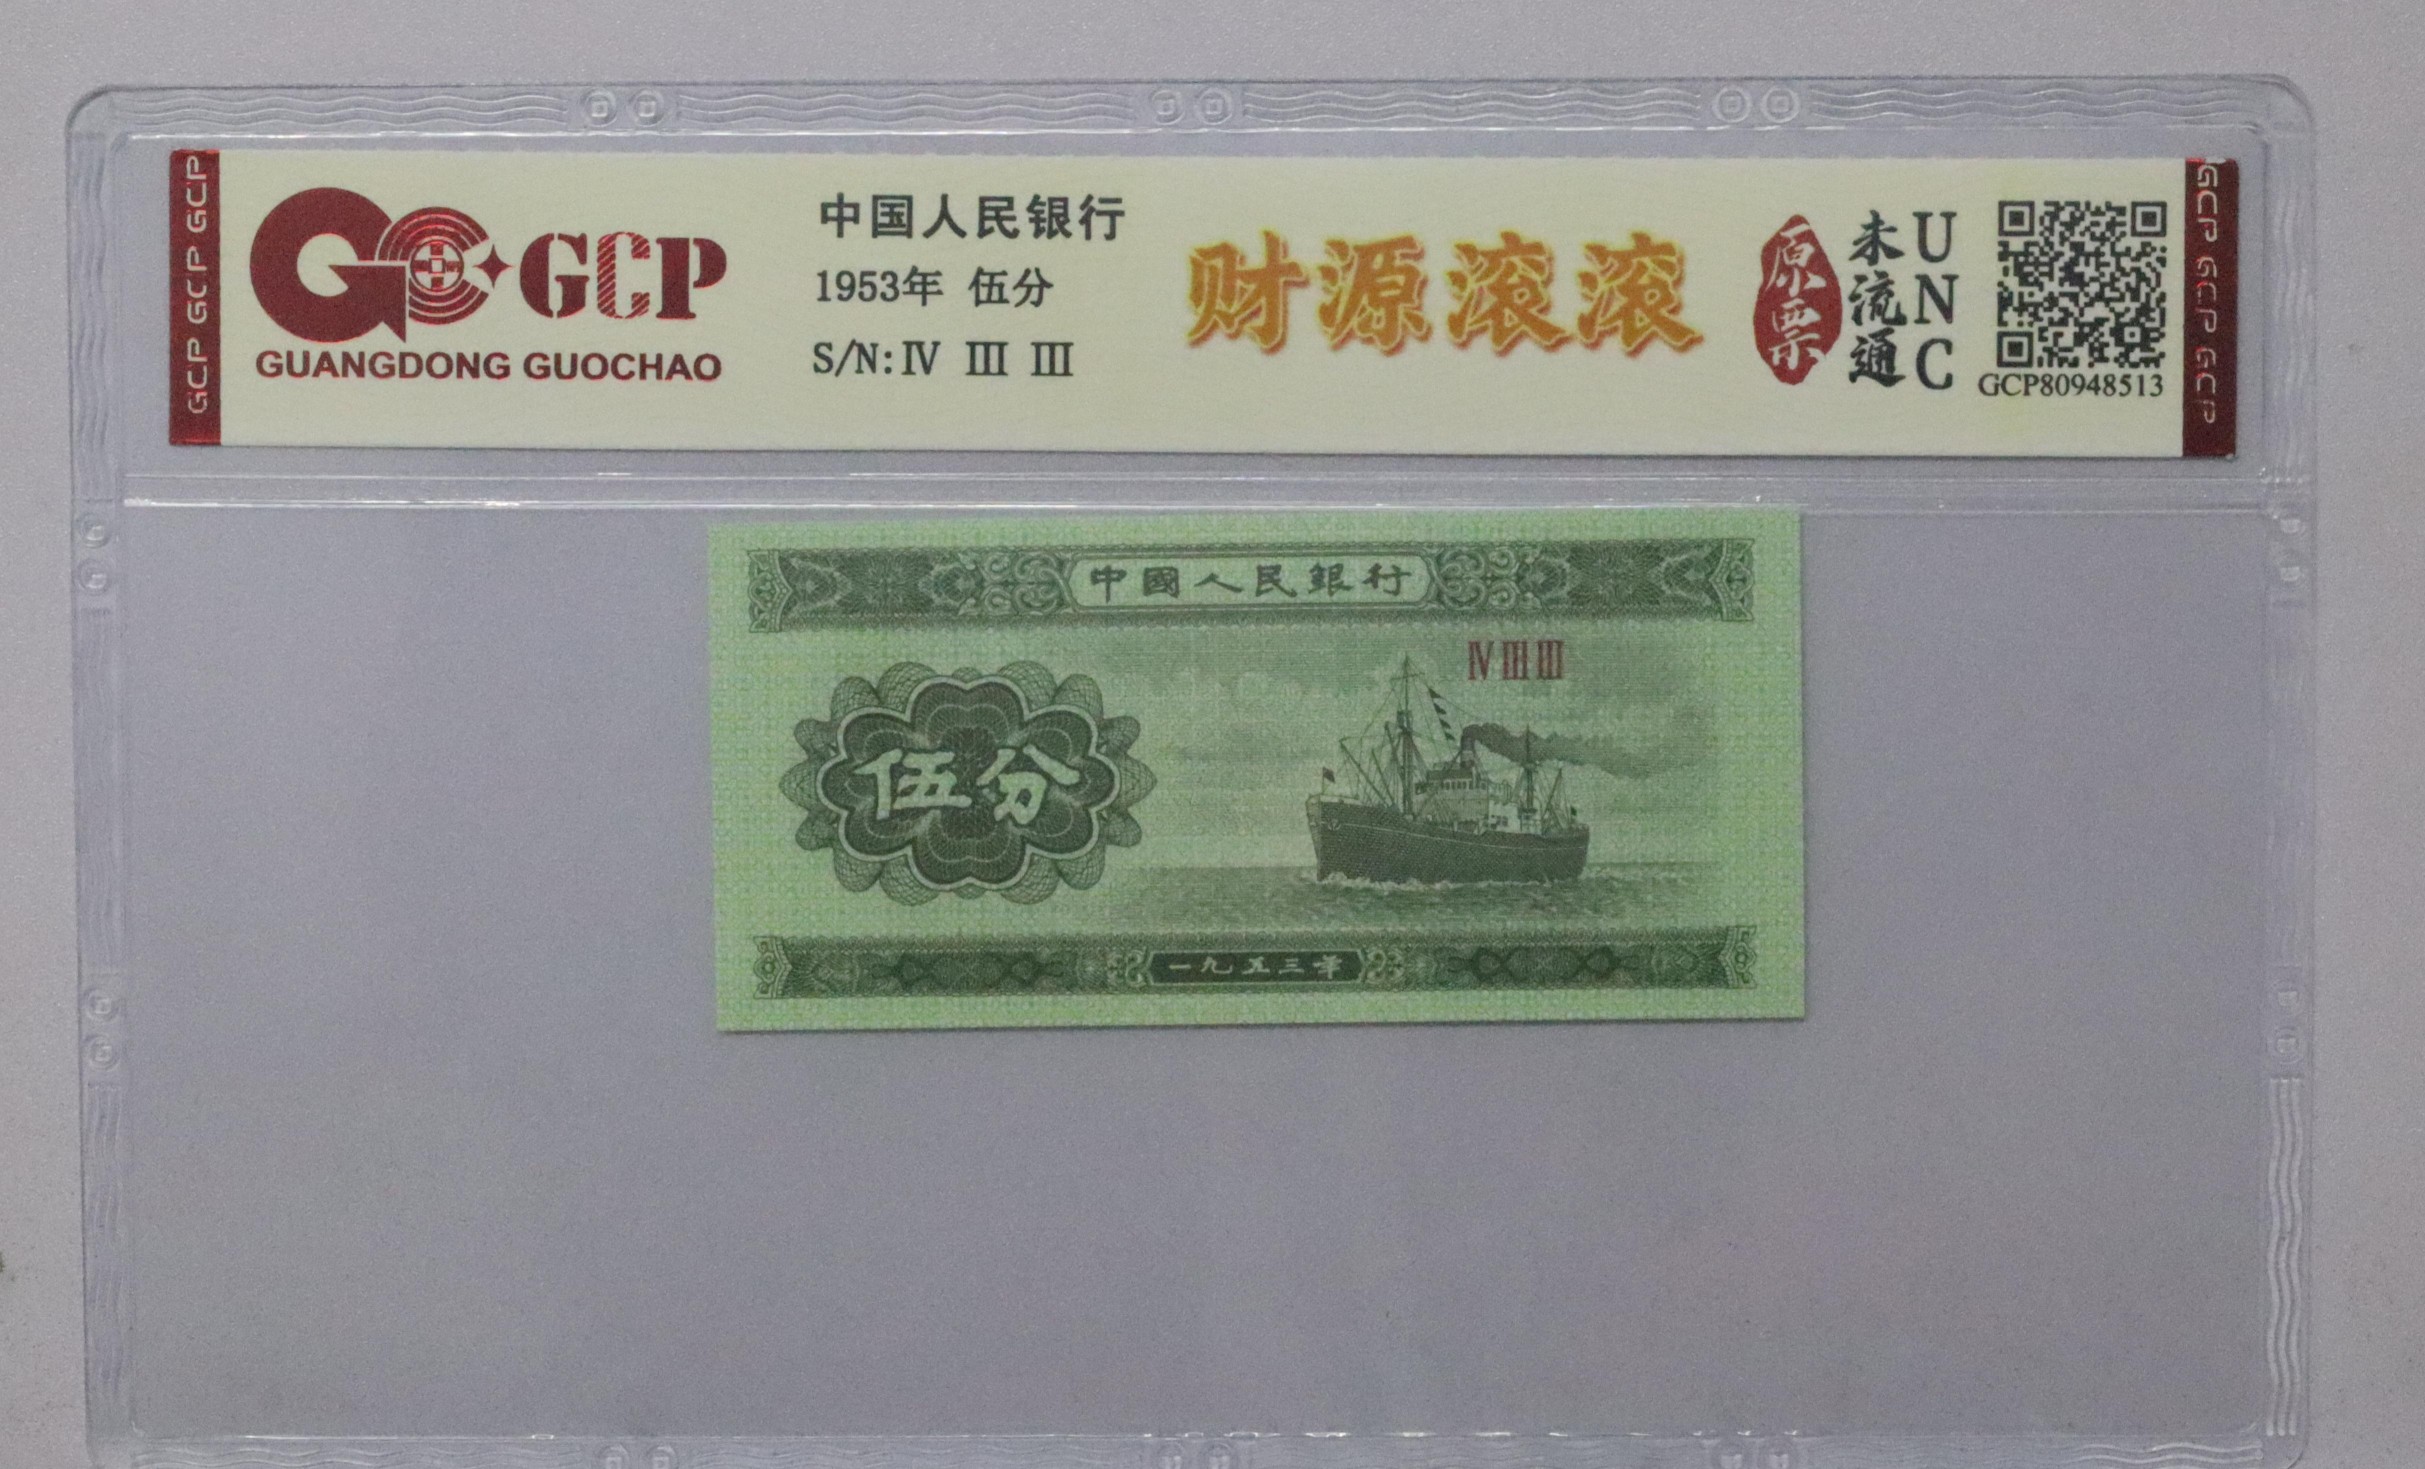 GCP GCP GCP
GCP
GUANGDONG GUOCHAO
中国人民银行
1953年 伍分
S/N:Ⅳ Ⅲ Ⅲ
财源滚滚
原票
未流通
UNC
GCP80948513
GCP GCP GCP
中國人民銀行
Ⅳ Ⅲ Ⅲ
伍分
一九五三年